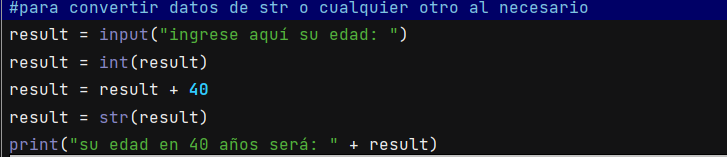 #para convertir datos de str o cualquier otro al necesario
result = input("ingrese aquí su edad: ")
result = int(result)
result = result + 40
result = str(result)
print("su edad en 40 años será: " + result)